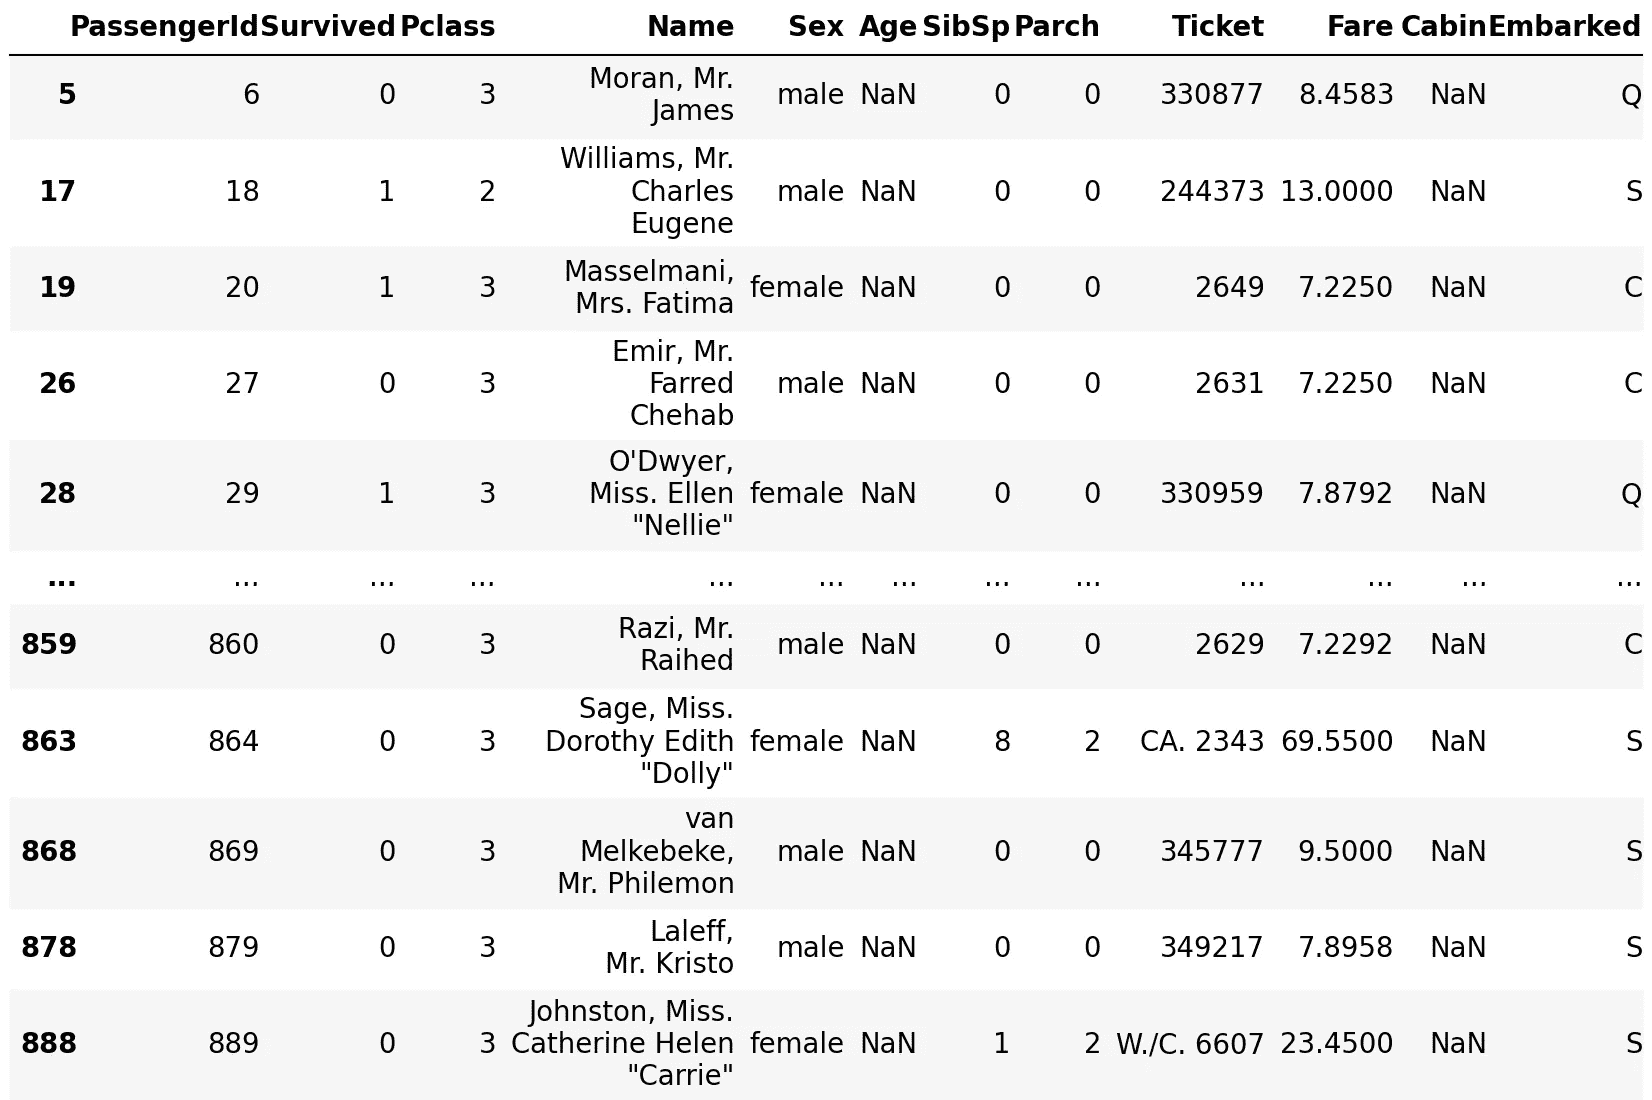 PassengerId Survived Pclass Name Sex Age SibSp Parch Ticket Fare Cabin Embarked
5 6 0 3 Moran, Mr. James male NaN 0 0 330877 8.4583 NaN Q
17 18 1 2 Williams, Mr. Charles Eugene male NaN 0 0 244373 13.0000 NaN S
19 20 1 3 Masselmani, Mrs. Fatima female NaN 0 0 2649 7.2250 NaN C
26 27 0 3 Emir, Mr. Farred Chehab male NaN 0 0 2631 7.2250 NaN C
28 29 1 3 O'Dwyer, Miss. Ellen "Nellie" female NaN 0 0 330959 7.8792 NaN Q
... ... ... ... ... ... ... ... ... ... ... ... ...
859 860 0 3 Razi, Mr. Raihed male NaN 0 0 2629 7.2292 NaN C
863 864 0 3 Sage, Miss. Dorothy Edith "Dolly" female NaN 8 2 CA. 2343 69.5500 NaN S
868 869 0 3 van Melkebeke, Mr. Philemon male NaN 0 0 345777 9.5000 NaN S
878 879 0 3 Laleff, Mr. Kristo male NaN 0 0 349217 7.8958 NaN S
888 889 0 3 Johnston, Miss. Catherine Helen "Carrie" female NaN 1 2 W./C. 6607 23.4500 NaN S